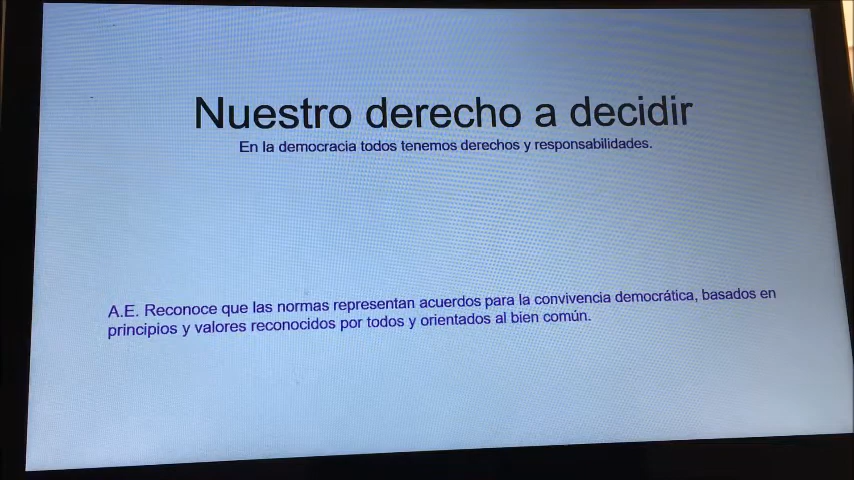 Nuestro derecho a decidir
En la democracia todos tenemos derechos y responsabilidades.
A.E. Reconoce que las normas representan acuerdos para la convivencia democrática, basados en
principios y valores reconocidos por todos y orientados al bien común.